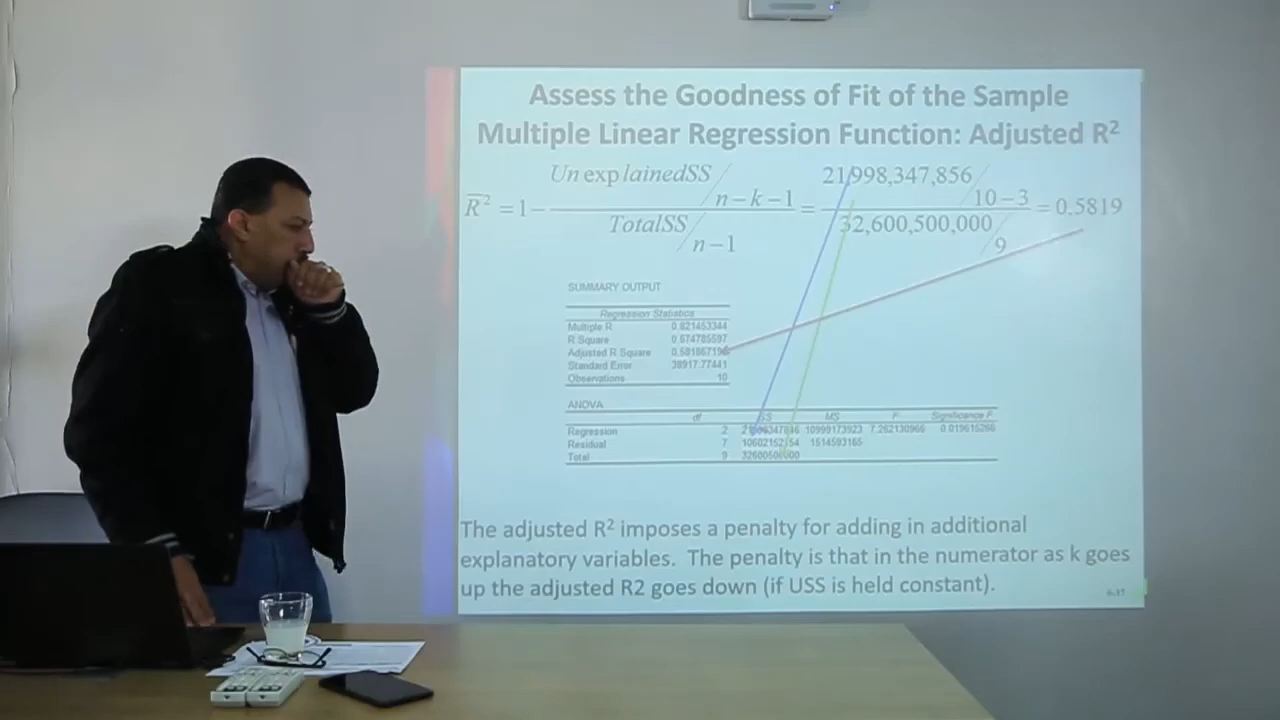 Assess the Goodness of Fit of the Sample
Multiple Linear Regression Function: Adjusted R²
R̅² = 1 − (UnexplainedSS / n−k−1) / (TotalSS / n−1) = (21,998,347,856 / 10−3) / (32,600,500,000 / 9) = 0.5819
SUMMARY OUTPUT
Regression Statistics
Multiple R 0.821453344
R Square 0.674785597
Adjusted R Square
Standard Error 38917.77441
Observations 10
ANOVA
df SS MS F Significance F
Regression 2 10999173923 7.262130966 0.019615266
Residual 7 1514593165
Total 9
The adjusted R² imposes a penalty for adding in additional
explanatory variables. The penalty is that in the numerator as k goes
up the adjusted R2 goes down (if USS is held constant).
6-37